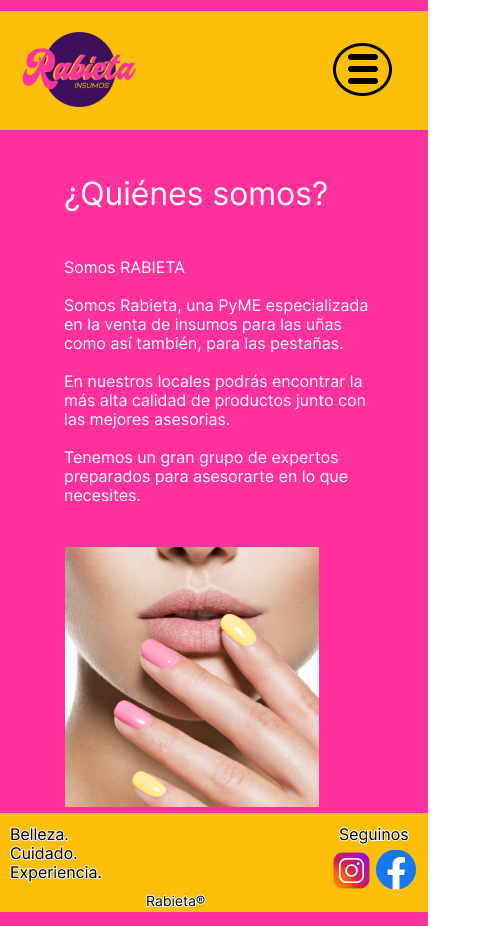 Rabieta
INSUMOS
¿Quiénes somos?
Somos RABIETA
Somos Rabieta, una PyME especializada
en la venta de insumos para las uñas
como así también, para las pestañas.
En nuestros locales podrás encontrar la
más alta calidad de productos junto con
las mejores asesorias.
Tenemos un gran grupo de expertos
preparados para asesorarte en lo que
necesites.
Belleza.
Cuidado.
Experiencia.
Seguinos
Rabieta®